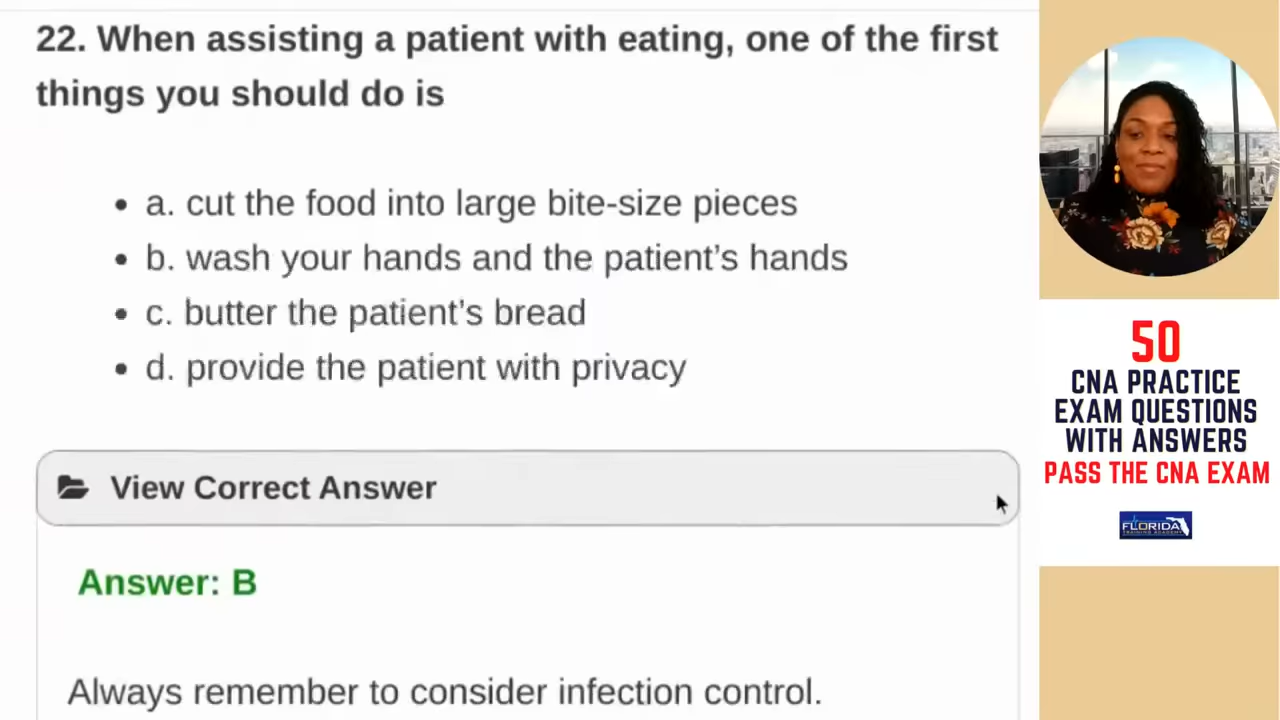 22. When assisting a patient with eating, one of the first
things you should do is
• a. cut the food into large bite-size pieces
• b. wash your hands and the patient's hands
• c. butter the patient's bread
• d. provide the patient with privacy
View Correct Answer
Answer: B
Always remember to consider infection control.
50
CNA PRACTICE
EXAM QUESTIONS
WITH ANSWERS
PASS THE CNA EXAM
FLORIDA
TRAINING ACADEMY